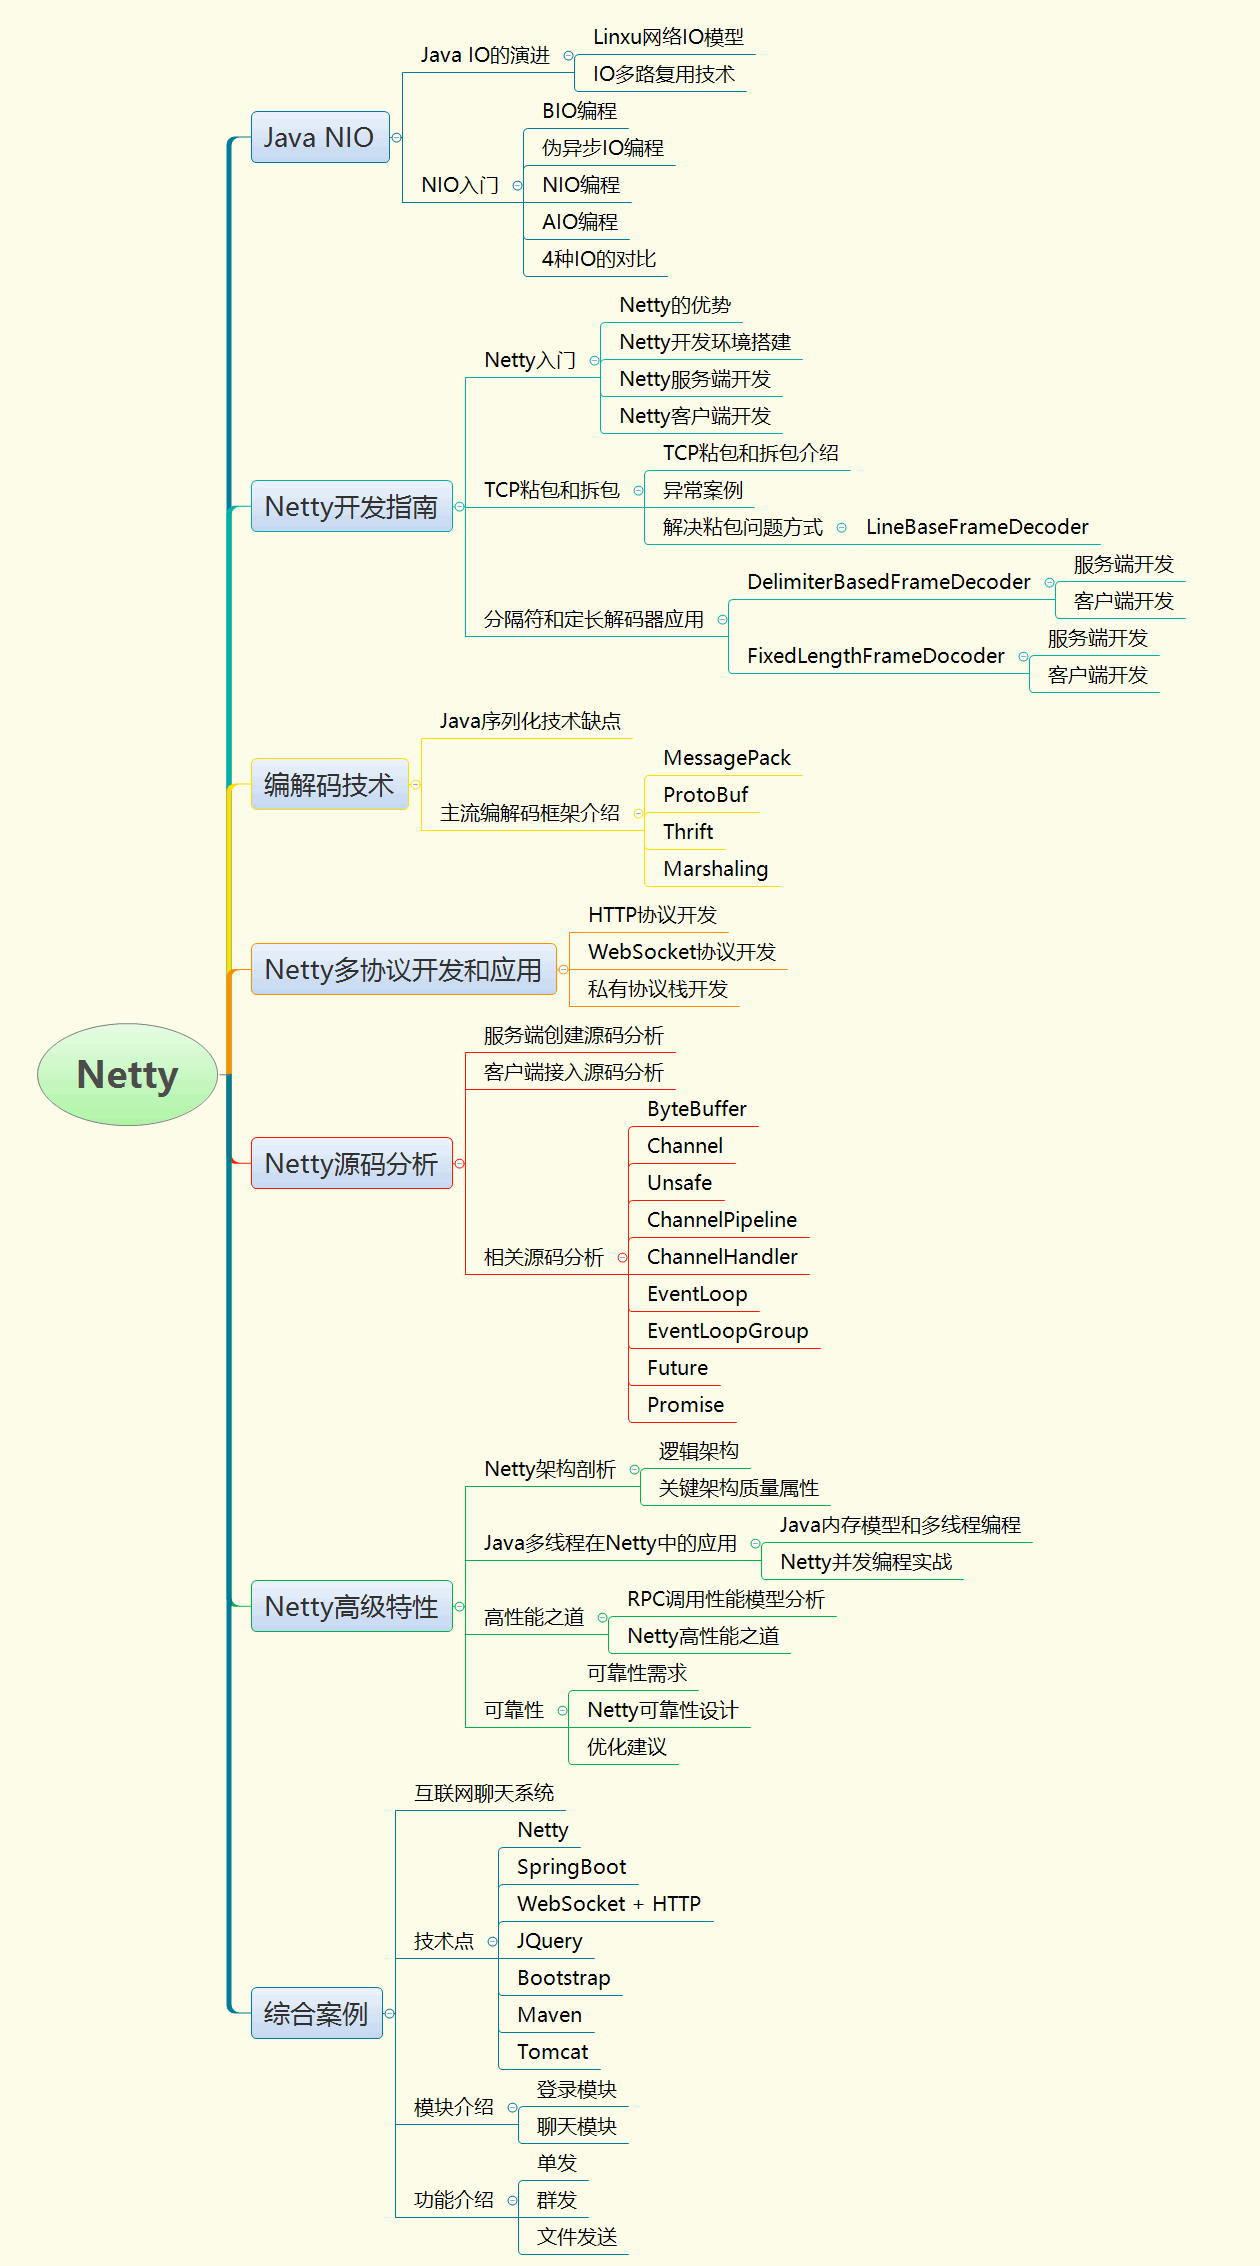 Netty
Java NIO
Java IO的演进
Linxu网络IO模型
IO多路复用技术
NIO入门
BIO编程
伪异步IO编程
NIO编程
AIO编程
4种IO的对比
Netty开发指南
Netty入门
Netty的优势
Netty开发环境搭建
Netty服务端开发
Netty客户端开发
TCP粘包和拆包
TCP粘包和拆包介绍
异常案例
解决粘包问题方式
LineBaseFrameDecoder
分隔符和定长解码器应用
DelimiterBasedFrameDecoder
服务端开发
客户端开发
FixedLengthFrameDocoder
服务端开发
客户端开发
编解码技术
Java序列化技术缺点
主流编解码框架介绍
MessagePack
ProtoBuf
Thrift
Marshaling
Netty多协议开发和应用
HTTP协议开发
WebSocket协议开发
私有协议栈开发
Netty源码分析
服务端创建源码分析
客户端接入源码分析
相关源码分析
ByteBuffer
Channel
Unsafe
ChannelPipeline
ChannelHandler
EventLoop
EventLoopGroup
Future
Promise
Netty高级特性
Netty架构剖析
逻辑架构
关键架构质量属性
Java多线程在Netty中的应用
Java内存模型和多线程编程
Netty并发编程实战
高性能之道
RPC调用性能模型分析
Netty高性能之道
可靠性
可靠性需求
Netty可靠性设计
优化建议
综合案例
互联网聊天系统
技术点
Netty
SpringBoot
WebSocket + HTTP
JQuery
Bootstrap
Maven
Tomcat
模块介绍
登录模块
聊天模块
功能介绍
单发
群发
文件发送